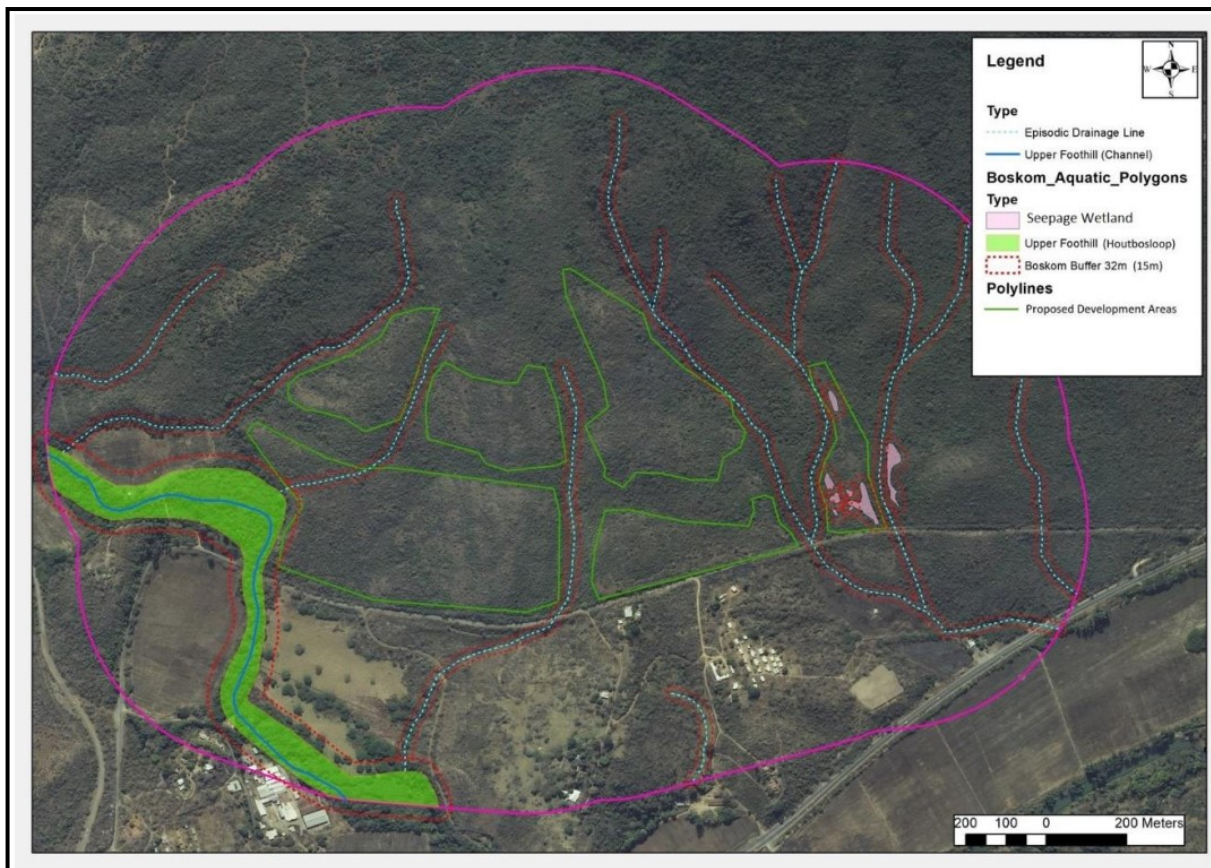 Legend
N
W E
S
Type
Episodic Drainage Line
Upper Foothill (Channel)
Boskom_Aquatic_Polygons
Type
Seepage Wetland
Upper Foothill (Houtbosloop)
Boskom Buffer 32m (15m)
Polylines
Proposed Development Areas
200 100 0 200 Meters